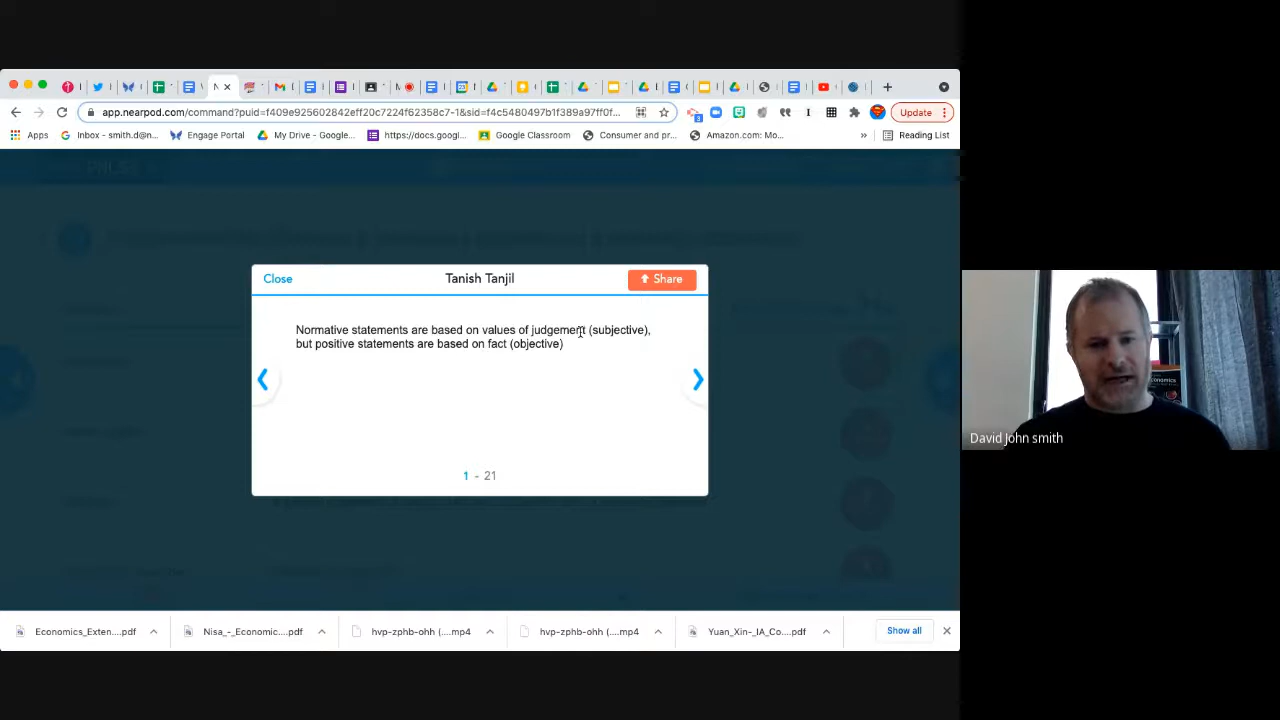 app.nearpod.com/command?puid=f409e925602842eff20c7224f62358c7-1&sid=f4c5480497b1f389a97ff0f...
Update
Apps
Inbox - smith.d@n...
Engage Portal
My Drive - Google...
https://docs.googl...
Google Classroom
Consumer and pr...
Amazon.com: Mo...
»
Reading List
Close
Tanish Tanjil
Share
Normative statements are based on values of judgement (subjective),
but positive statements are based on fact (objective)
1 - 21
David John smith
Economics_Exten....pdf
Nisa_-_Economic....pdf
hvp-zphb-ohh (....mp4
hvp-zphb-ohh (....mp4
Yuan_Xin-_IA_Co....pdf
Show all